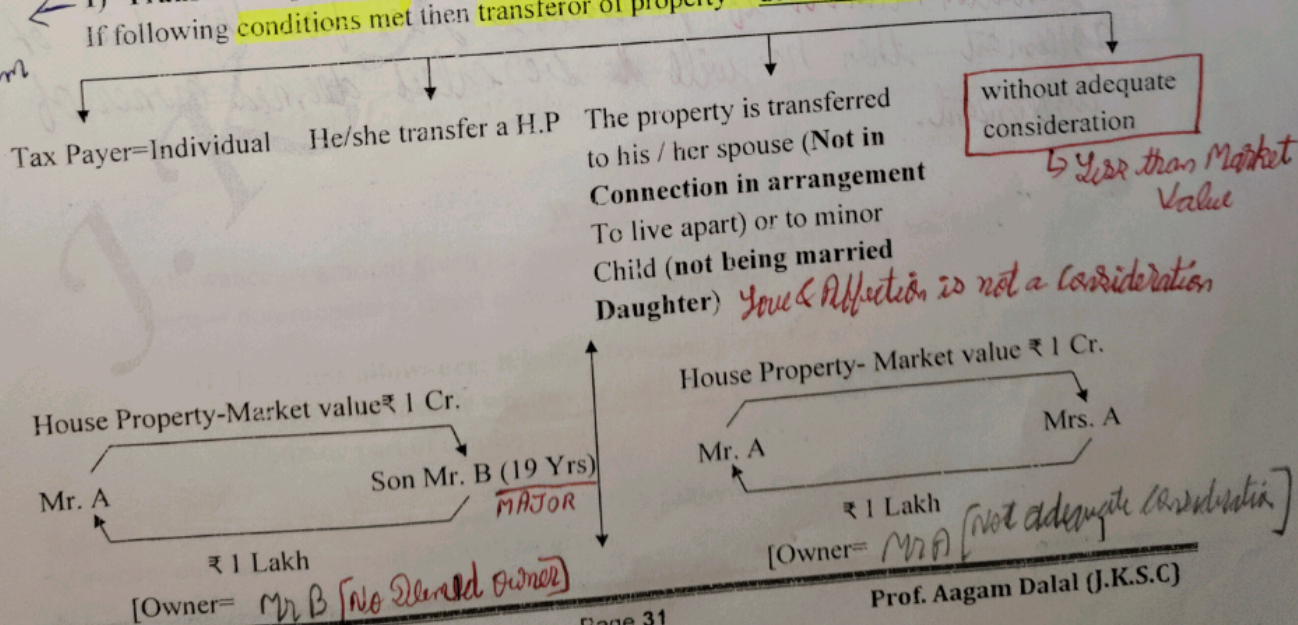 If following conditions met then transferor of property
Tax Payer=Individual
He/she transfer a H.P
The property is transferred
to his / her spouse (Not in
Connection in arrangement
To live apart) or to minor
Child (not being married
Daughter)
without adequate
consideration
↳ Less than Market
Value
Love & Affection is not a Consideration
House Property-Market value₹ 1 Cr.
Mr. A
Son Mr. B (19 Yrs)
MAJOR
₹ 1 Lakh
[Owner= Mr B [No Deemed Owner]
House Property- Market value ₹ 1 Cr.
Mr. A
Mrs. A
₹ 1 Lakh
[Owner= Mr A [Not adequate Consideration]
Prof. Aagam Dalal (J.K.S.C)
Page 31